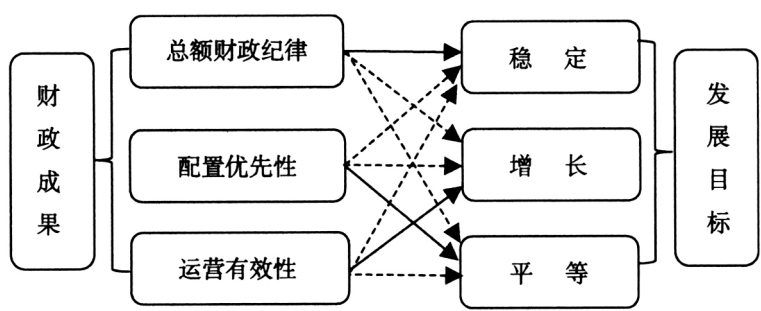 财政成果
总额财政纪律
配置优先性
运营有效性
稳 定
增 长
平 等
发展目标